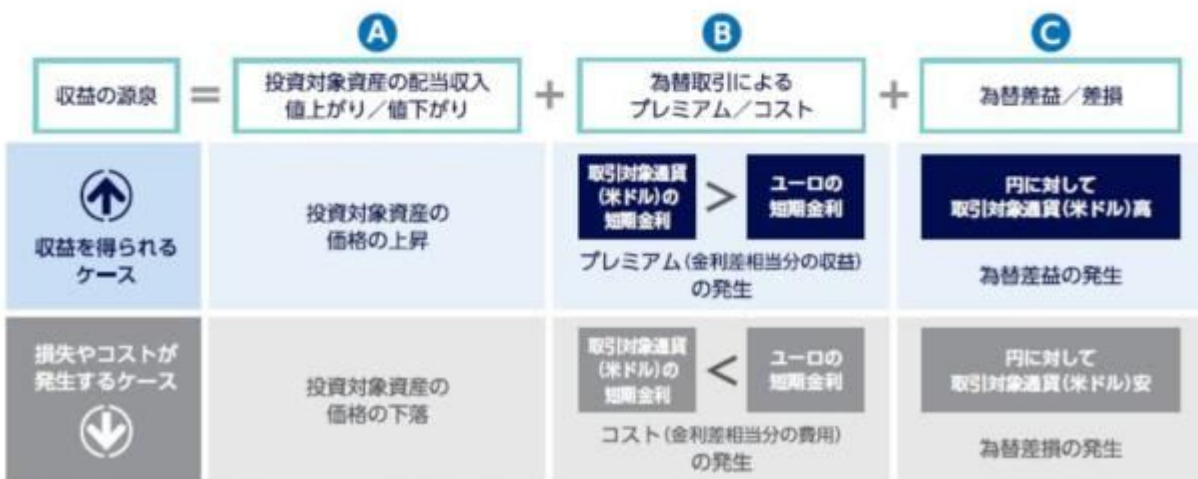 A
B
C
収益の源泉
=
投資対象資産の配当収入
値上がり/値下がり
+
為替取引による
プレミアム/コスト
+
為替差益/差損
収益を得られる
ケース
投資対象資産の
価格の上昇
取引対象通貨
(米ドル)の
短期金利
>
ユーロの
短期金利
プレミアム(金利差相当分の収益)
の発生
円に対して
取引対象通貨(米ドル)高
為替差益の発生
損失やコストが
発生するケース
投資対象資産の
価格の下落
取引対象通貨
(米ドル)の
短期金利
<
ユーロの
短期金利
コスト(金利差相当分の費用)
の発生
円に対して
取引対象通貨(米ドル)安
為替差損の発生